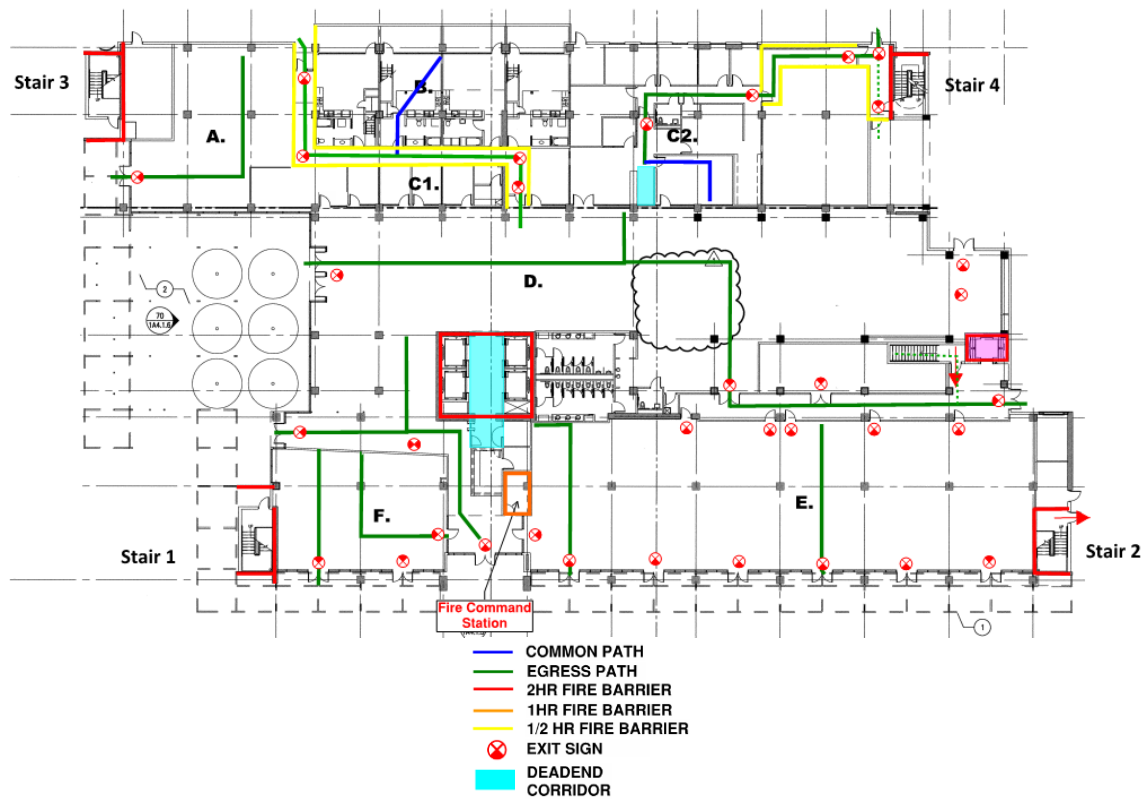 Stair 3
Stair 4
A.
B.
C1.
C2.
D.
2
70
1A4.1.6
E.
F.
Stair 1
Stair 2
Fire Command
Station
1
COMMON PATH
EGRESS PATH
2HR FIRE BARRIER
1HR FIRE BARRIER
1/2 HR FIRE BARRIER
EXIT SIGN
DEADEND
CORRIDOR